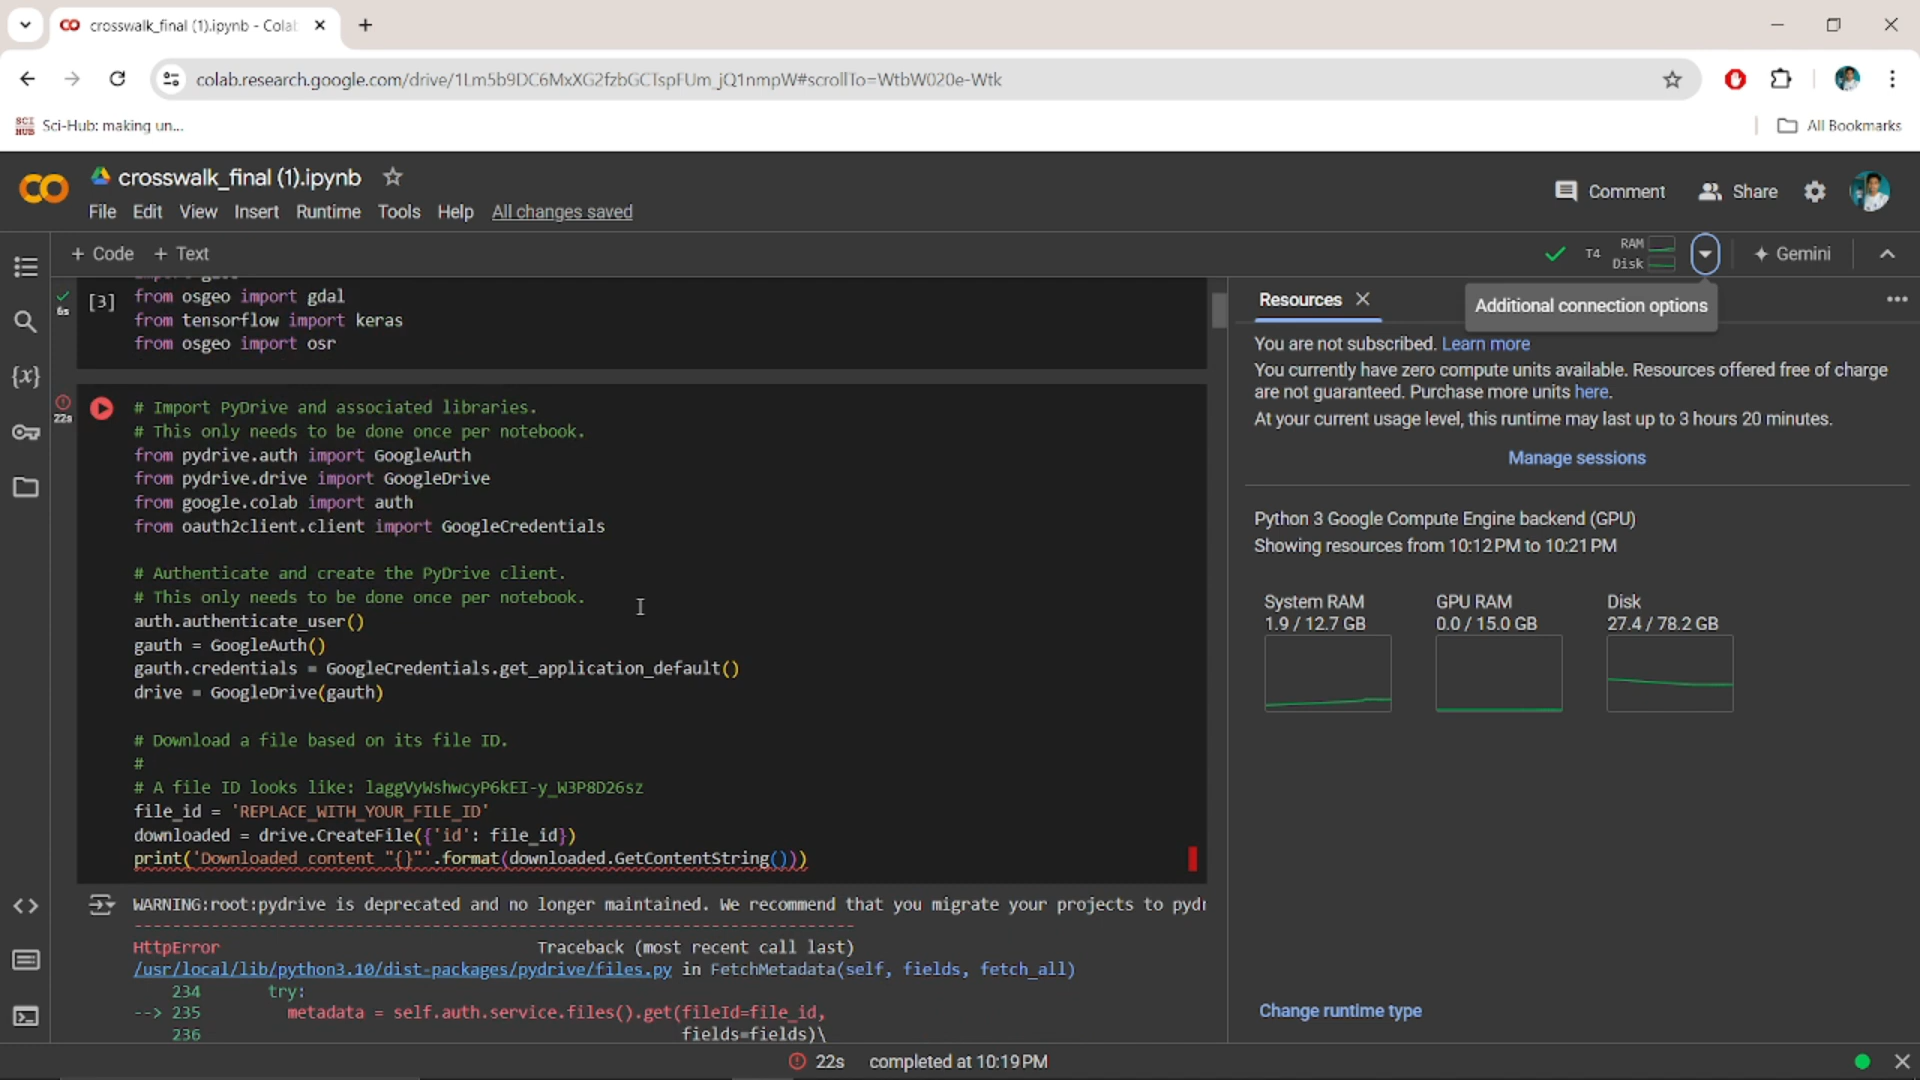 crosswalk_final (1).ipynb - Colab
colab.research.google.com/drive/1Lm5b9DC6MxXG2fzbGCTspFUm_jQ1nmpW#scrollTo=WtbW020e-Wtk
SCI HUB Sci-Hub: making un...
All Bookmarks
CO crosswalk_final (1).ipynb
Comment Share
File Edit View Insert Runtime Tools Help All changes saved
+ Code + Text
T4 RAM Disk Gemini
Additional connection options
[3]
6s
from osgeo import gdal
from tensorflow import keras
from osgeo import osr
22s
# Import PyDrive and associated libraries.
# This only needs to be done once per notebook.
from pydrive.auth import GoogleAuth
from pydrive.drive import GoogleDrive
from google.colab import auth
from oauth2client.client import GoogleCredentials
# Authenticate and create the PyDrive client.
# This only needs to be done once per notebook.
auth.authenticate_user()
gauth = GoogleAuth()
gauth.credentials = GoogleCredentials.get_application_default()
drive = GoogleDrive(gauth)
# Download a file based on its file ID.
#
# A file ID looks like: laggVyWshwcyP6kEI-y_W3P8D26sz
file_id = 'REPLACE_WITH_YOUR_FILE_ID'
downloaded = drive.CreateFile({'id': file_id})
print('Downloaded content "{}"'.format(downloaded.GetContentString()))
WARNING:root:pydrive is deprecated and no longer maintained. We recommend that you migrate your projects to pydr
---------------------------------------------------------------------------
HttpError Traceback (most recent call last)
/usr/local/lib/python3.10/dist-packages/pydrive/files.py in FetchMetadata(self, fields, fetch_all)
234 try:
--> 235 metadata = self.auth.service.files().get(fileId=file_id,
236 fields=fields)\
Resources
You are not subscribed. Learn more
You currently have zero compute units available. Resources offered free of charge
are not guaranteed. Purchase more units here.
At your current usage level, this runtime may last up to 3 hours 20 minutes.
Manage sessions
Python 3 Google Compute Engine backend (GPU)
Showing resources from 10:12 PM to 10:21 PM
System RAM
1.9 / 12.7 GB
GPU RAM
0.0 / 15.0 GB
Disk
27.4 / 78.2 GB
Change runtime type
22s completed at 10:19 PM